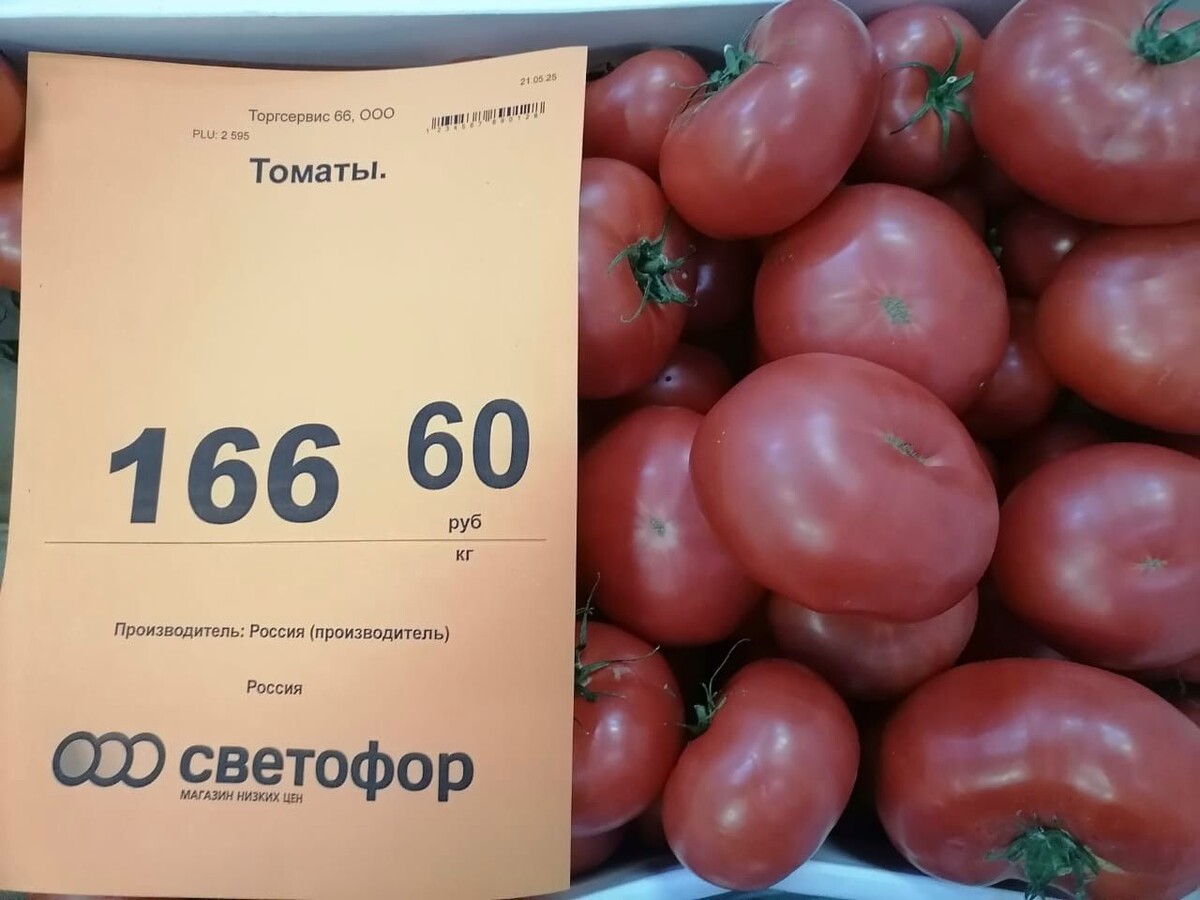 21.05.25
Торгсервис 66, ООО
1234567890128
PLU: 2 595
Томаты.
166 60
руб
кг
Производитель: Россия (производитель)
Россия
светофор
МАГАЗИН НИЗКИХ ЦЕН